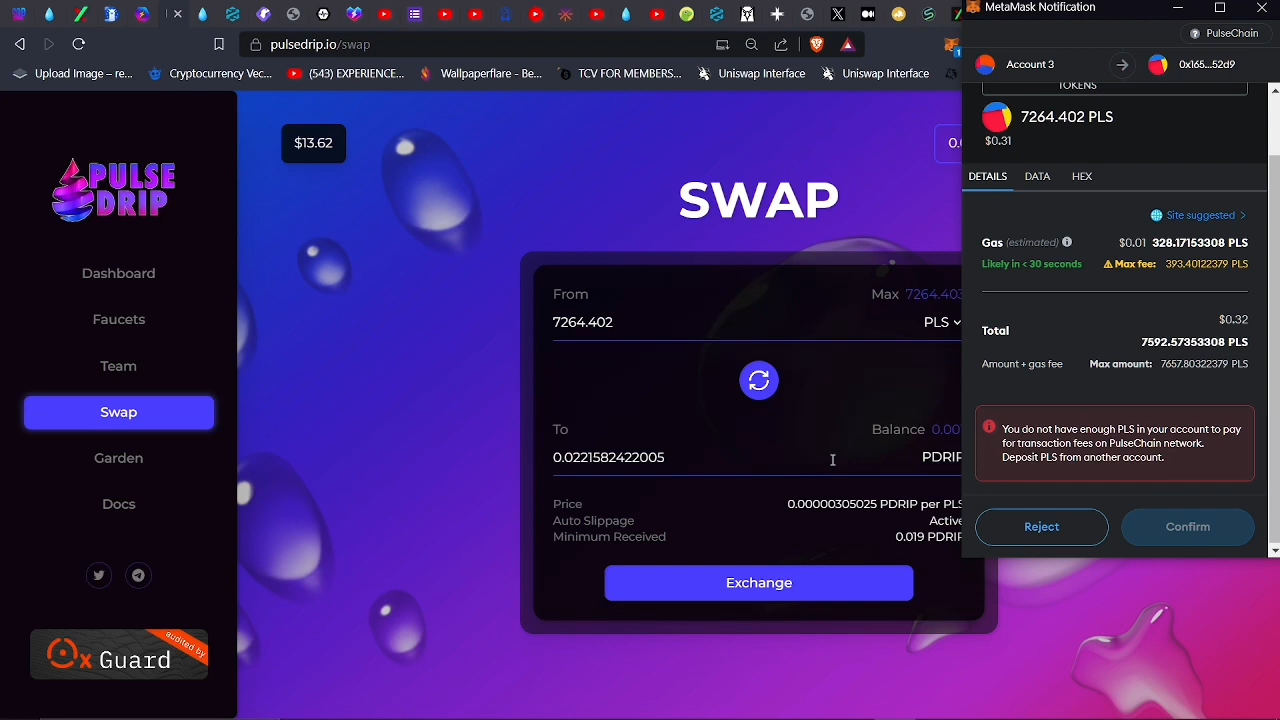 MetaMask Notification
pulsedrip.io/swap
Upload Image – re...
Cryptocurrency Vec...
(543) EXPERIENCE...
Wallpaperflare - Be...
TCV FOR MEMBERS...
Uniswap Interface
Uniswap Interface
PulseChain
Account 3
0x165...52d9
TOKENS
7264.402 PLS
$0.31
DETAILS
DATA
HEX
Site suggested >
Gas (estimated)
$0.01 328.17153308 PLS
Likely in < 30 seconds
Max fee: 393.40122379 PLS
$0.32
Total
7592.57353308 PLS
Amount + gas fee
Max amount: 7657.80322379 PLS
You do not have enough PLS in your account to pay
for transaction fees on PulseChain network.
Deposit PLS from another account.
Reject
Confirm
PULSE
DRIP
Dashboard
Faucets
Team
Swap
Garden
Docs
audited by
0x Guard
$13.62
SWAP
From
Max 7264.403
7264.402
PLS
To
Balance 0.00
0.0221582422005
PDRIP
Price
0.00000305025 PDRIP per PLS
Auto Slippage
Active
Minimum Received
0.019 PDRIP
Exchange